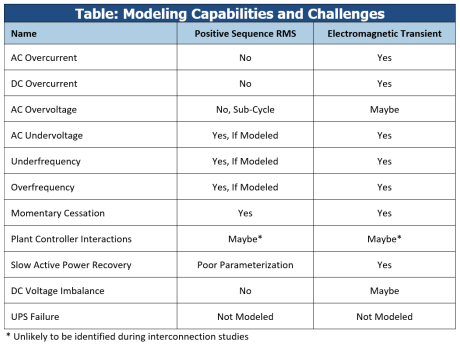 Table: Modeling Capabilities and Challenges
Name Positive Sequence RMS Electromagnetic Transient
AC Overcurrent No Yes
DC Overcurrent No Yes
AC Overvoltage No, Sub-Cycle Maybe
AC Undervoltage Yes, If Modeled Yes
Underfrequency Yes, If Modeled Yes
Overfrequency Yes, If Modeled Yes
Momentary Cessation Yes Yes
Plant Controller Interactions Maybe* Maybe*
Slow Active Power Recovery Poor Parameterization Yes
DC Voltage Imbalance No Maybe
UPS Failure Not Modeled Not Modeled
* Unlikely to be identified during interconnection studies